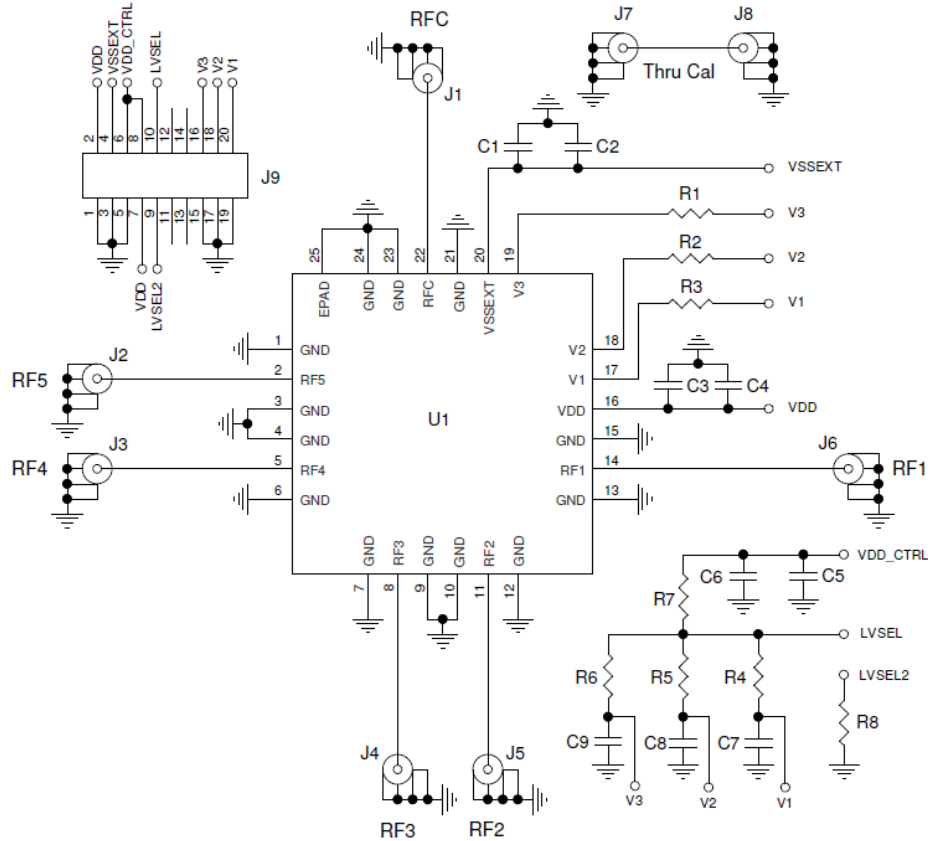 RFC
J7
J8
VDD
VSSEXT
VDD_CTRL
LVSEL
V3
V2
V1
Thru Cal
J1
2
4
6
8
10
12
14
16
18
20
C1
C2
J9
VSSEXT
1
3
5
7
9
11
13
15
17
19
R1
V3
VDD
LVSEL2
25
24
23
22
21
20
19
R2
V2
EPAD
GND
GND
RFC
GND
VSSEXT
V3
R3
V1
1
GND
V2
18
J2
RF5
2
RF5
V1
17
C3
C4
3
GND
VDD
16
VDD
U1
4
GND
GND
15
J3
J6
RF4
5
RF4
RF1
14
RF1
6
GND
GND
13
GND
RF3
GND
GND
RF2
GND
7
8
9
10
11
12
VDD_CTRL
C6
C5
R7
LVSEL
R6
R5
R4
LVSEL2
R8
C9
C8
C7
J4
J5
V3
V2
V1
RF3
RF2